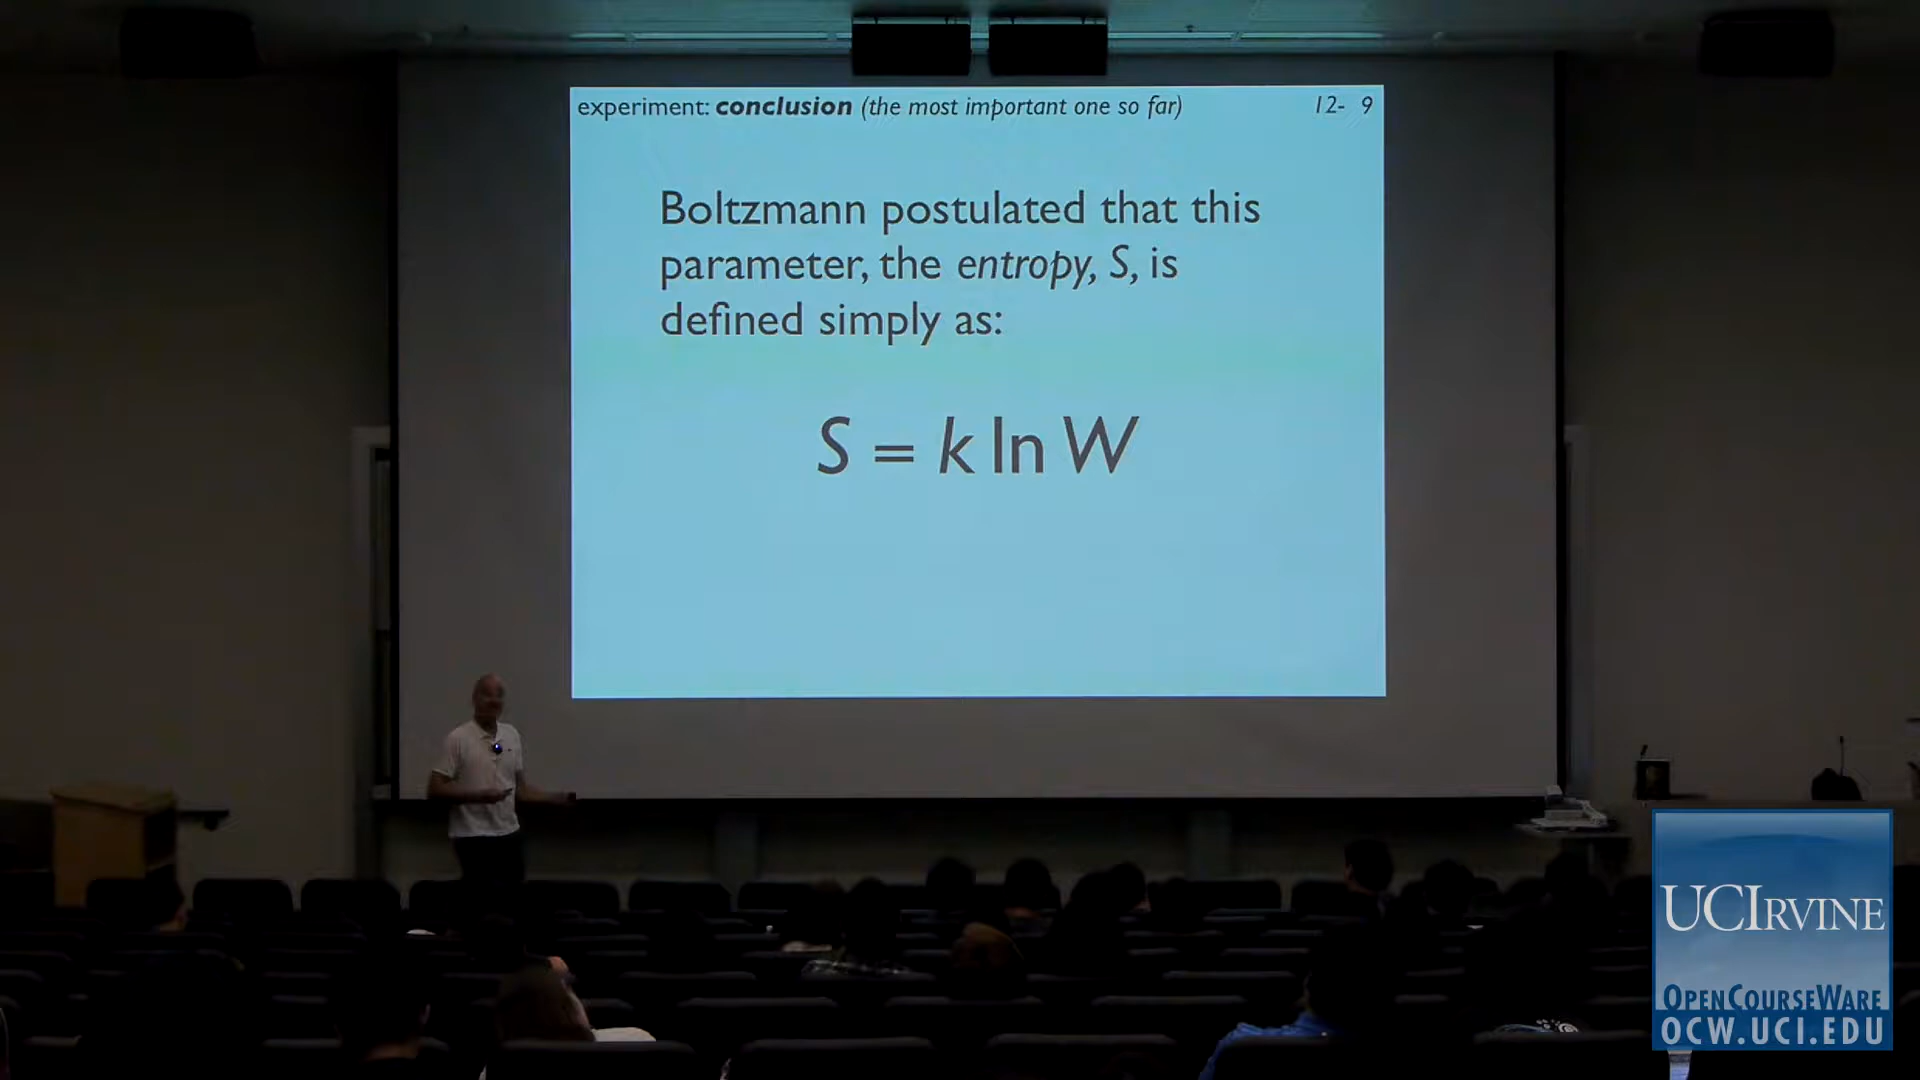 experiment: conclusion (the most important one so far) 12- 9
Boltzmann postulated that this
parameter, the entropy, S, is
defined simply as:
S = k ln W
UCIRVINE
OPENCOURSEWARE
OCW.UCI.EDU